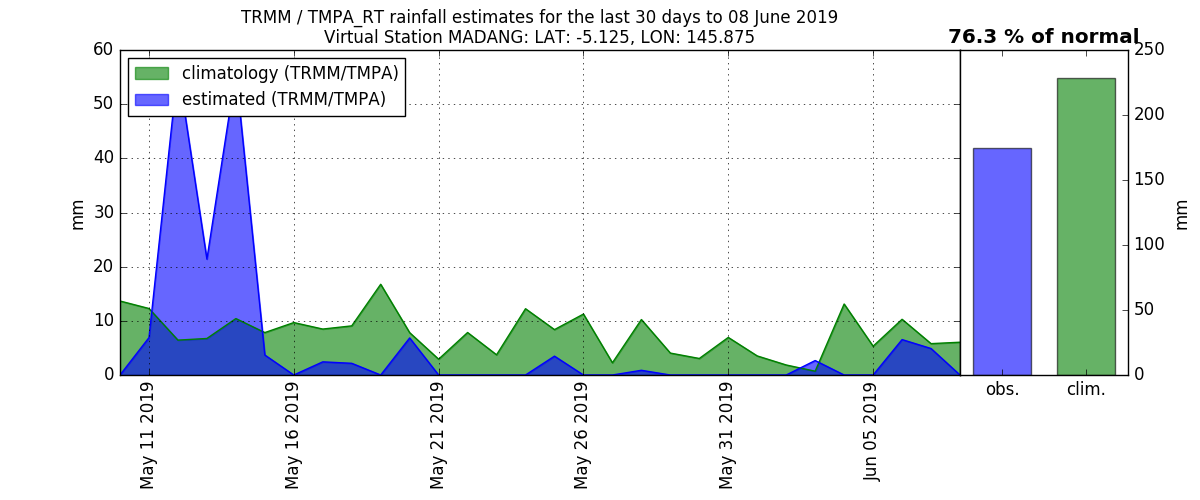 TRMM / TMPA_RT rainfall estimates for the last 30 days to 08 June 2019
Virtual Station MADANG: LAT: -5.125, LON: 145.875
76.3 % of normal
climatology (TRMM/TMPA)
estimated (TRMM/TMPA)
60
50
40
30
20
10
0
mm
May 11 2019
May 16 2019
May 21 2019
May 26 2019
May 31 2019
Jun 05 2019
250
200
150
100
50
0
mm
obs.
clim.